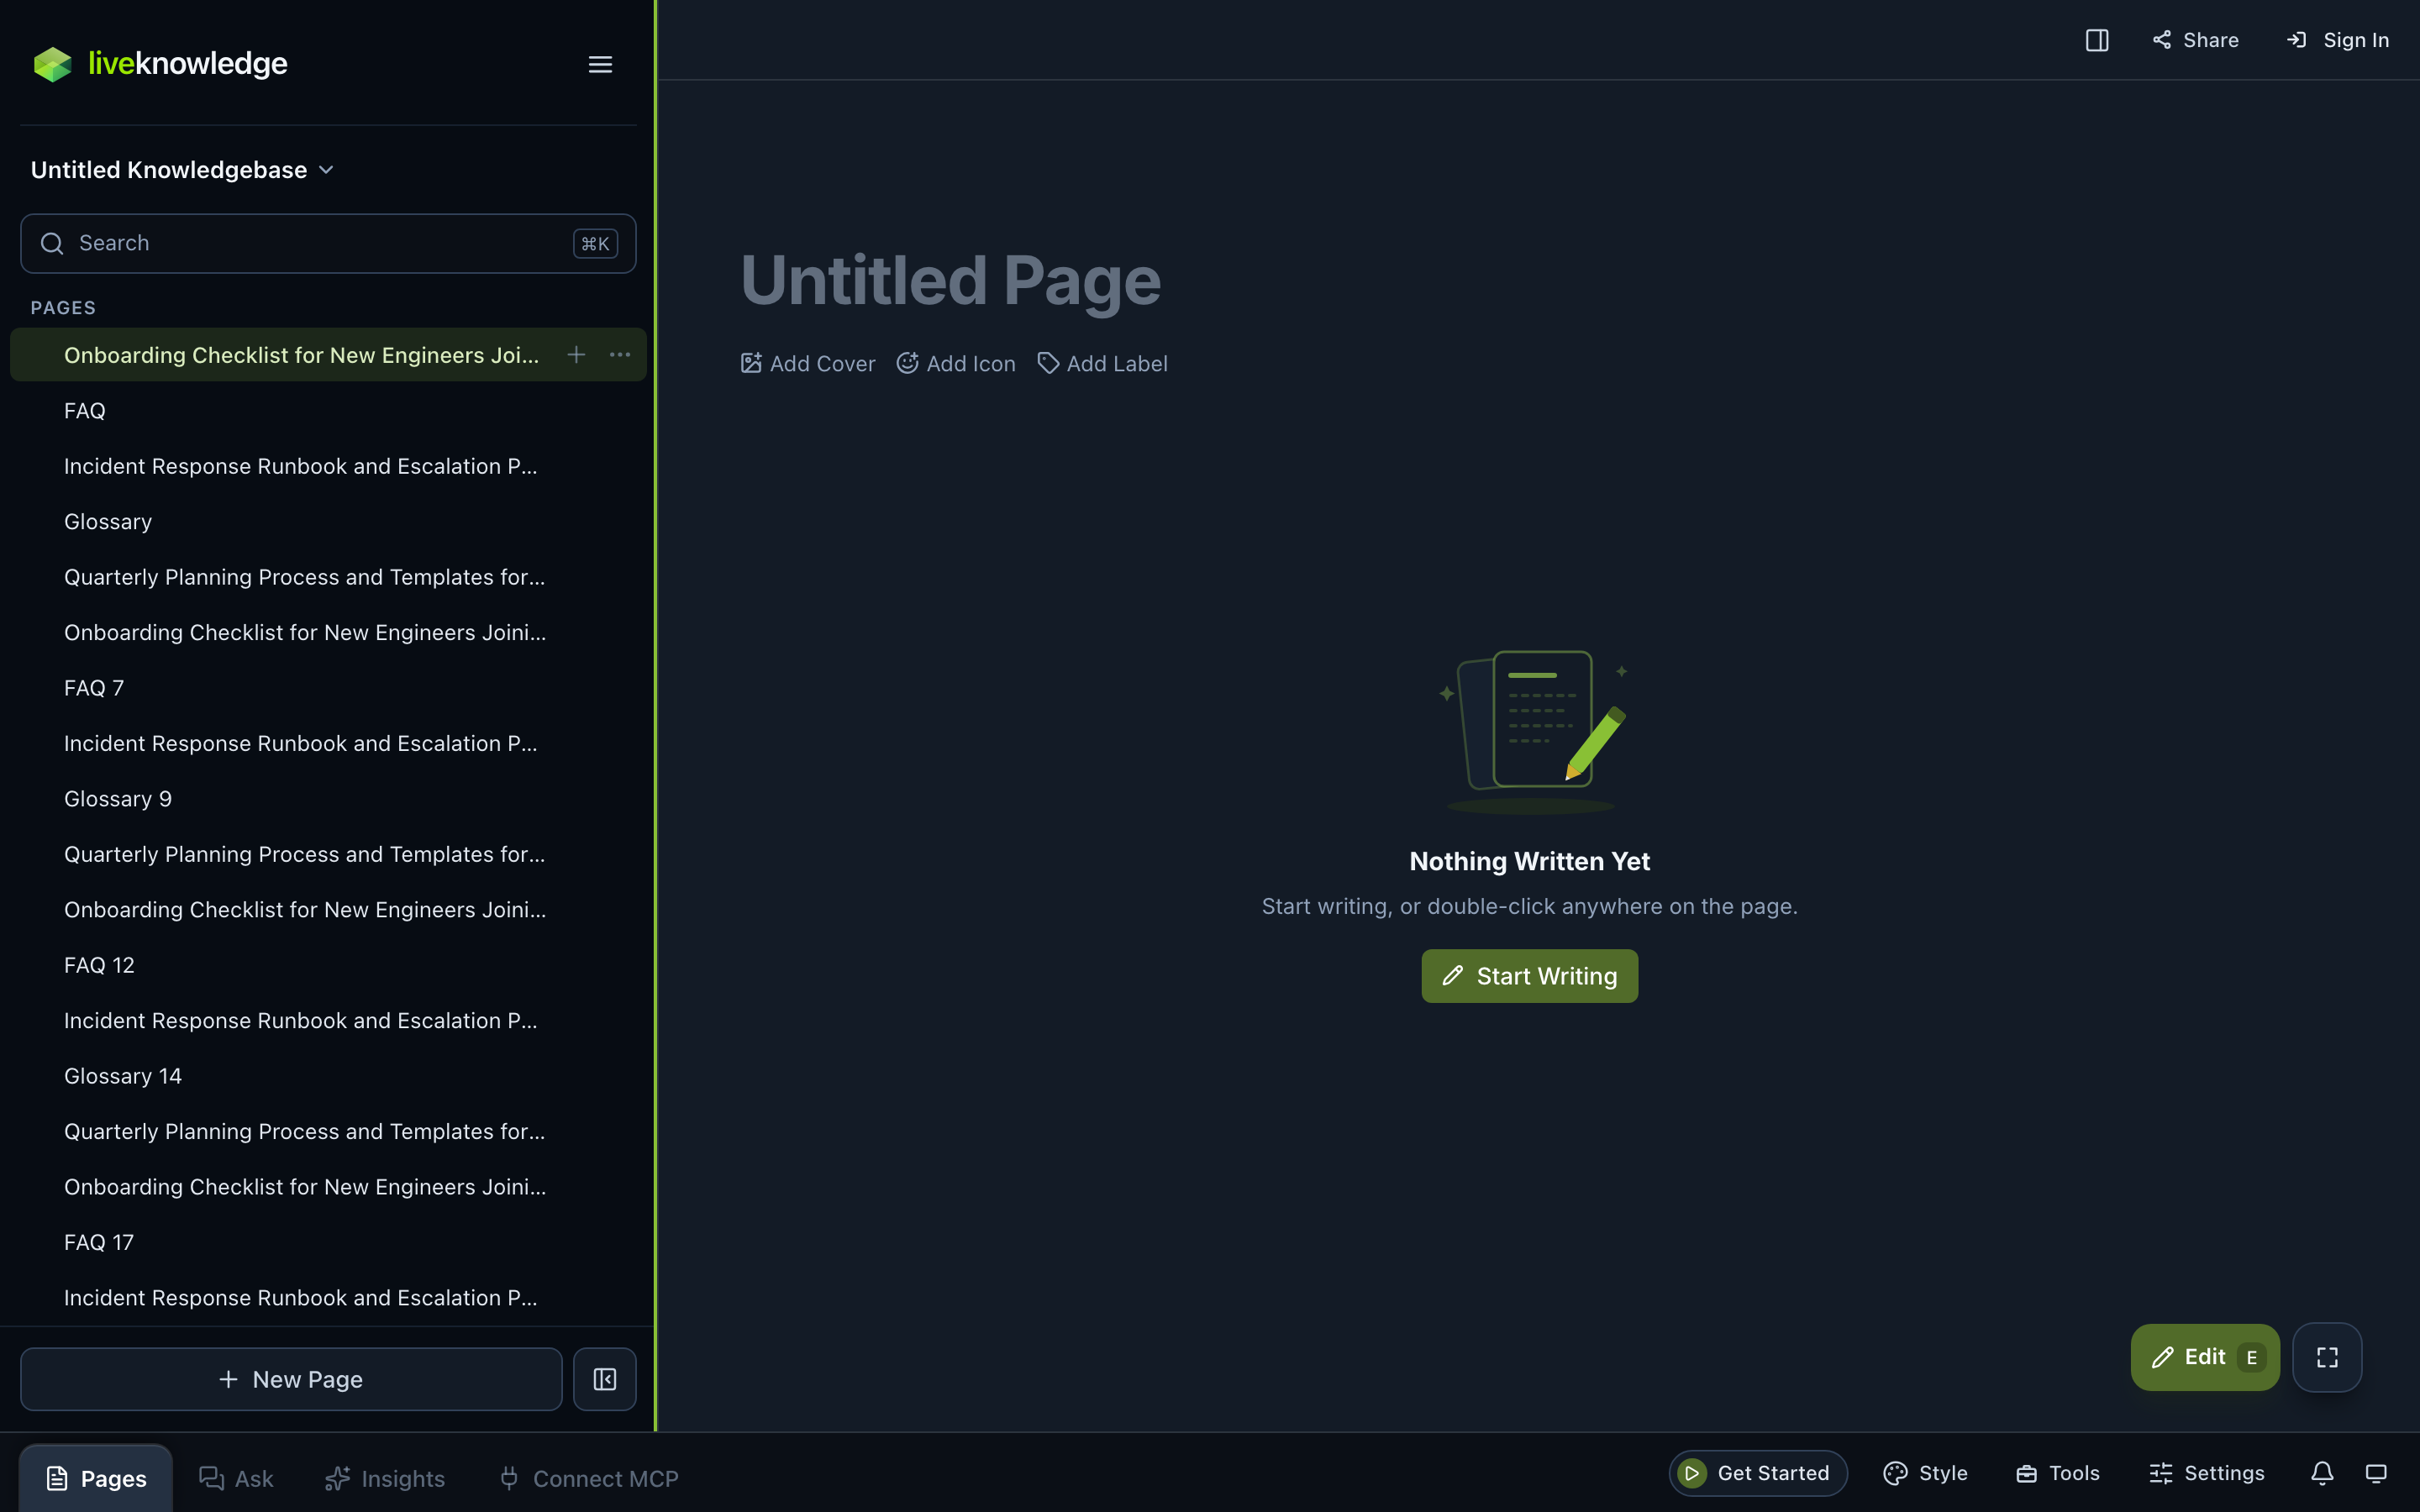 liveknowledge
Untitled Knowledgebase
Search ⌘K
PAGES
Onboarding Checklist for New Engineers Joi...
FAQ
Incident Response Runbook and Escalation P...
Glossary
Quarterly Planning Process and Templates for...
Onboarding Checklist for New Engineers Joini...
FAQ 7
Incident Response Runbook and Escalation P...
Glossary 9
Quarterly Planning Process and Templates for...
Onboarding Checklist for New Engineers Joini...
FAQ 12
Incident Response Runbook and Escalation P...
Glossary 14
Quarterly Planning Process and Templates for...
Onboarding Checklist for New Engineers Joini...
FAQ 17
Incident Response Runbook and Escalation P...
New Page
Share Sign In
Untitled Page
Add Cover Add Icon Add Label
Nothing Written Yet
Start writing, or double-click anywhere on the page.
Start Writing
Edit E
Pages Ask Insights Connect MCP Get Started Style Tools Settings